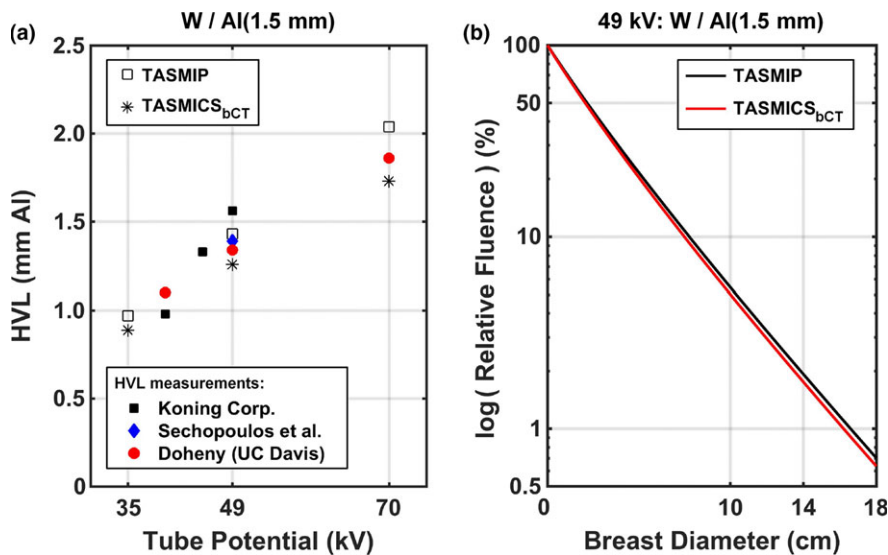 (a)
W / Al(1.5 mm)
2.5
2.0
1.5
1.0
0.5
0
HVL (mm Al)
TASMIP
TASMICS_bCT
HVL measurements:
Koning Corp.
Sechopoulos et al.
Doheny (UC Davis)
35
49
70
Tube Potential (kV)
(b)
49 kV: W / Al(1.5 mm)
100
50
10
1
0.5
log( Relative Fluence ) (%)
TASMIP
TASMICS_bCT
0
10
14
18
Breast Diameter (cm)